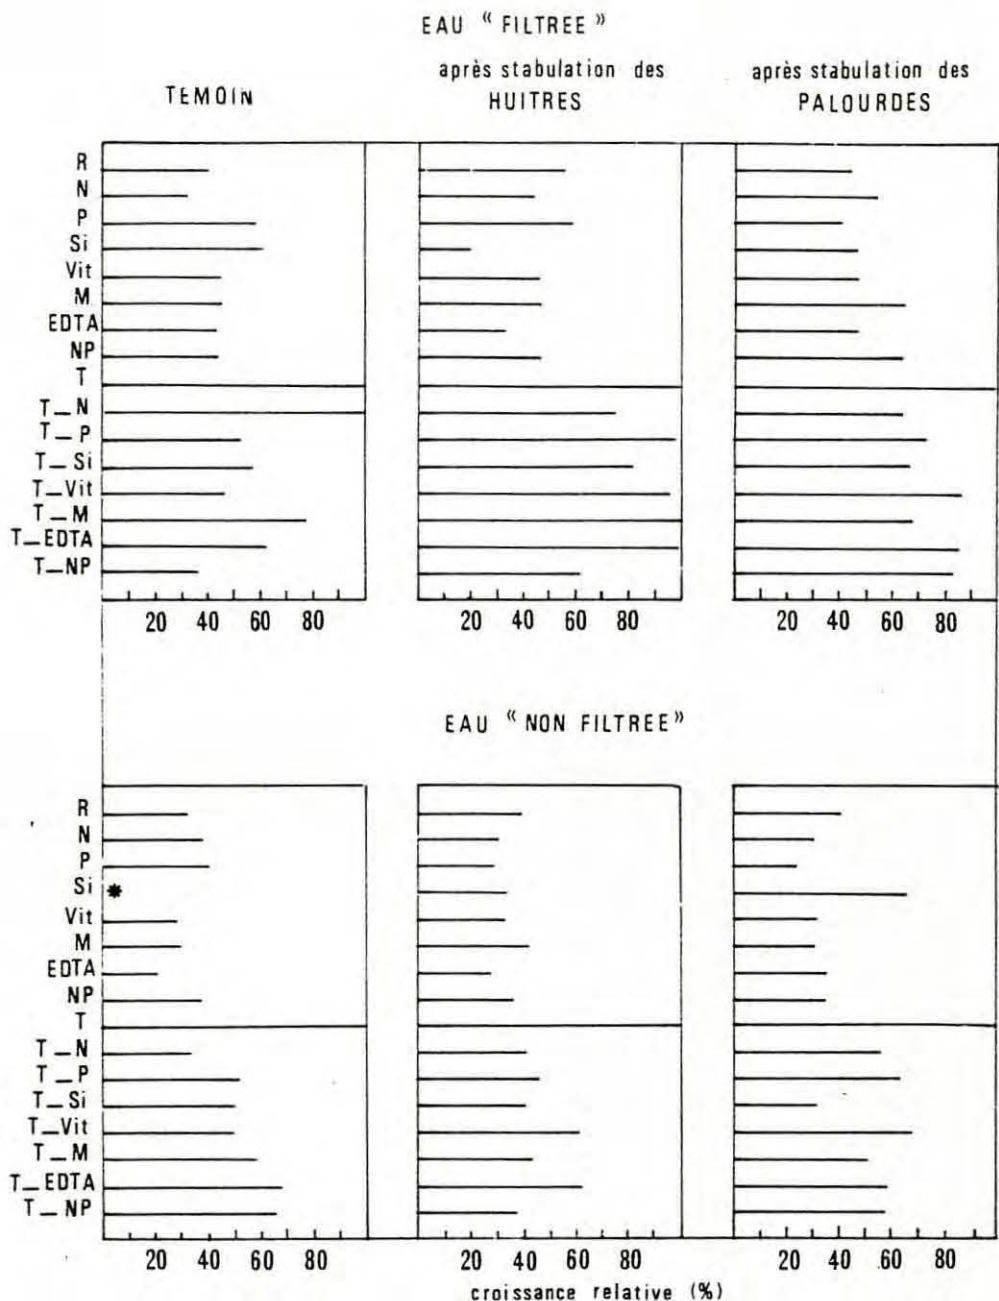 EAU " FILTREE "
TEMOIN
après stabulation des
HUITRES
après stabulation des
PALOURDES
R
N
P
Si
Vit
M
EDTA
NP
T
T_N
T_P
T_Si
T_Vit
T_M
T_EDTA
T_NP
20 40 60 80
20 40 60 80
20 40 60 80
EAU " NON FILTREE "
R
N
P
Si *
Vit
M
EDTA
NP
T
T_N
T_P
T_Si
T_Vit
T_M
T_EDTA
T_NP
20 40 60 80
20 40 60 80
20 40 60 80
croissance relative (%)